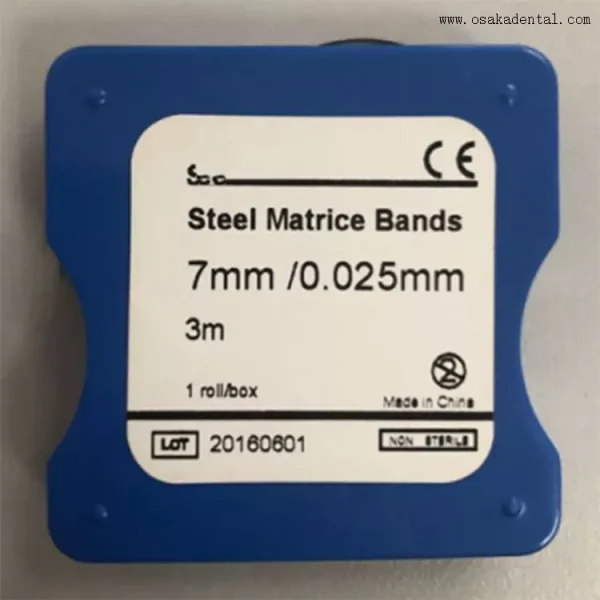 www.osakadental.com
CE
Steel Matrice Bands
7mm /0.025mm
3m
2
1 roll/box
Made in China
LOT 20160601
NON STERILE